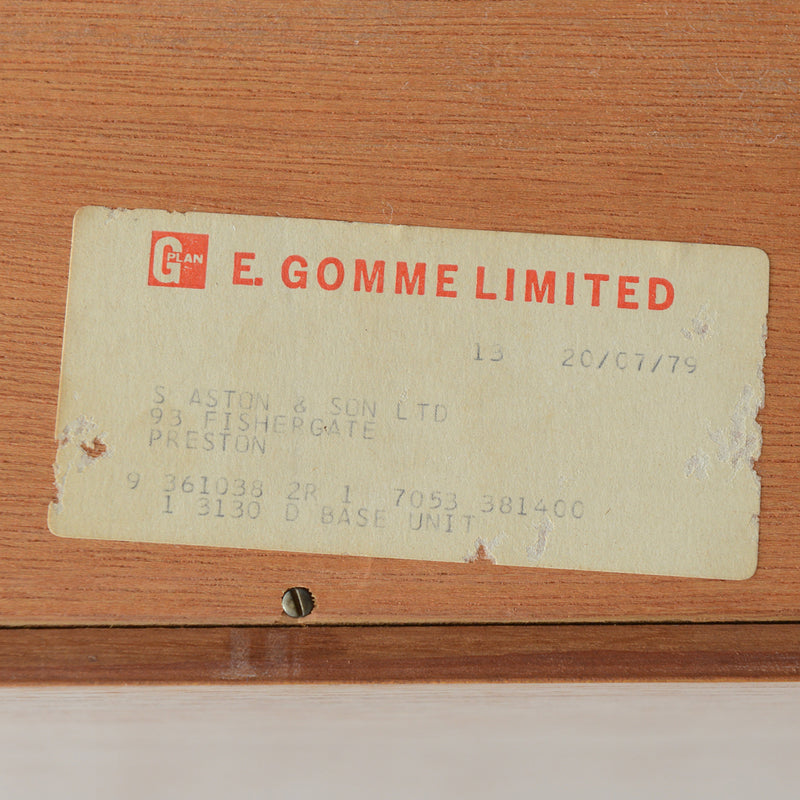 G PLAN E. GOMME LIMITED
13 20/07/79
S ASTON & SON LTD
93 FISHERGATE
PRESTON
9 361038 2R 1 7053 381400
1 3130 D BASE UNIT